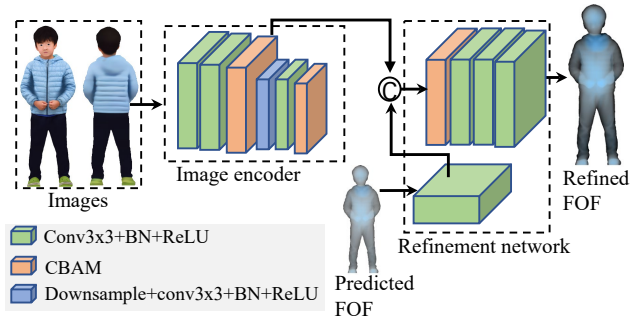 Images
Image encoder
C
Predicted
FOF
Refinement network
Refined
FOF
Conv3x3+BN+ReLU
CBAM
Downsample+conv3x3+BN+ReLU